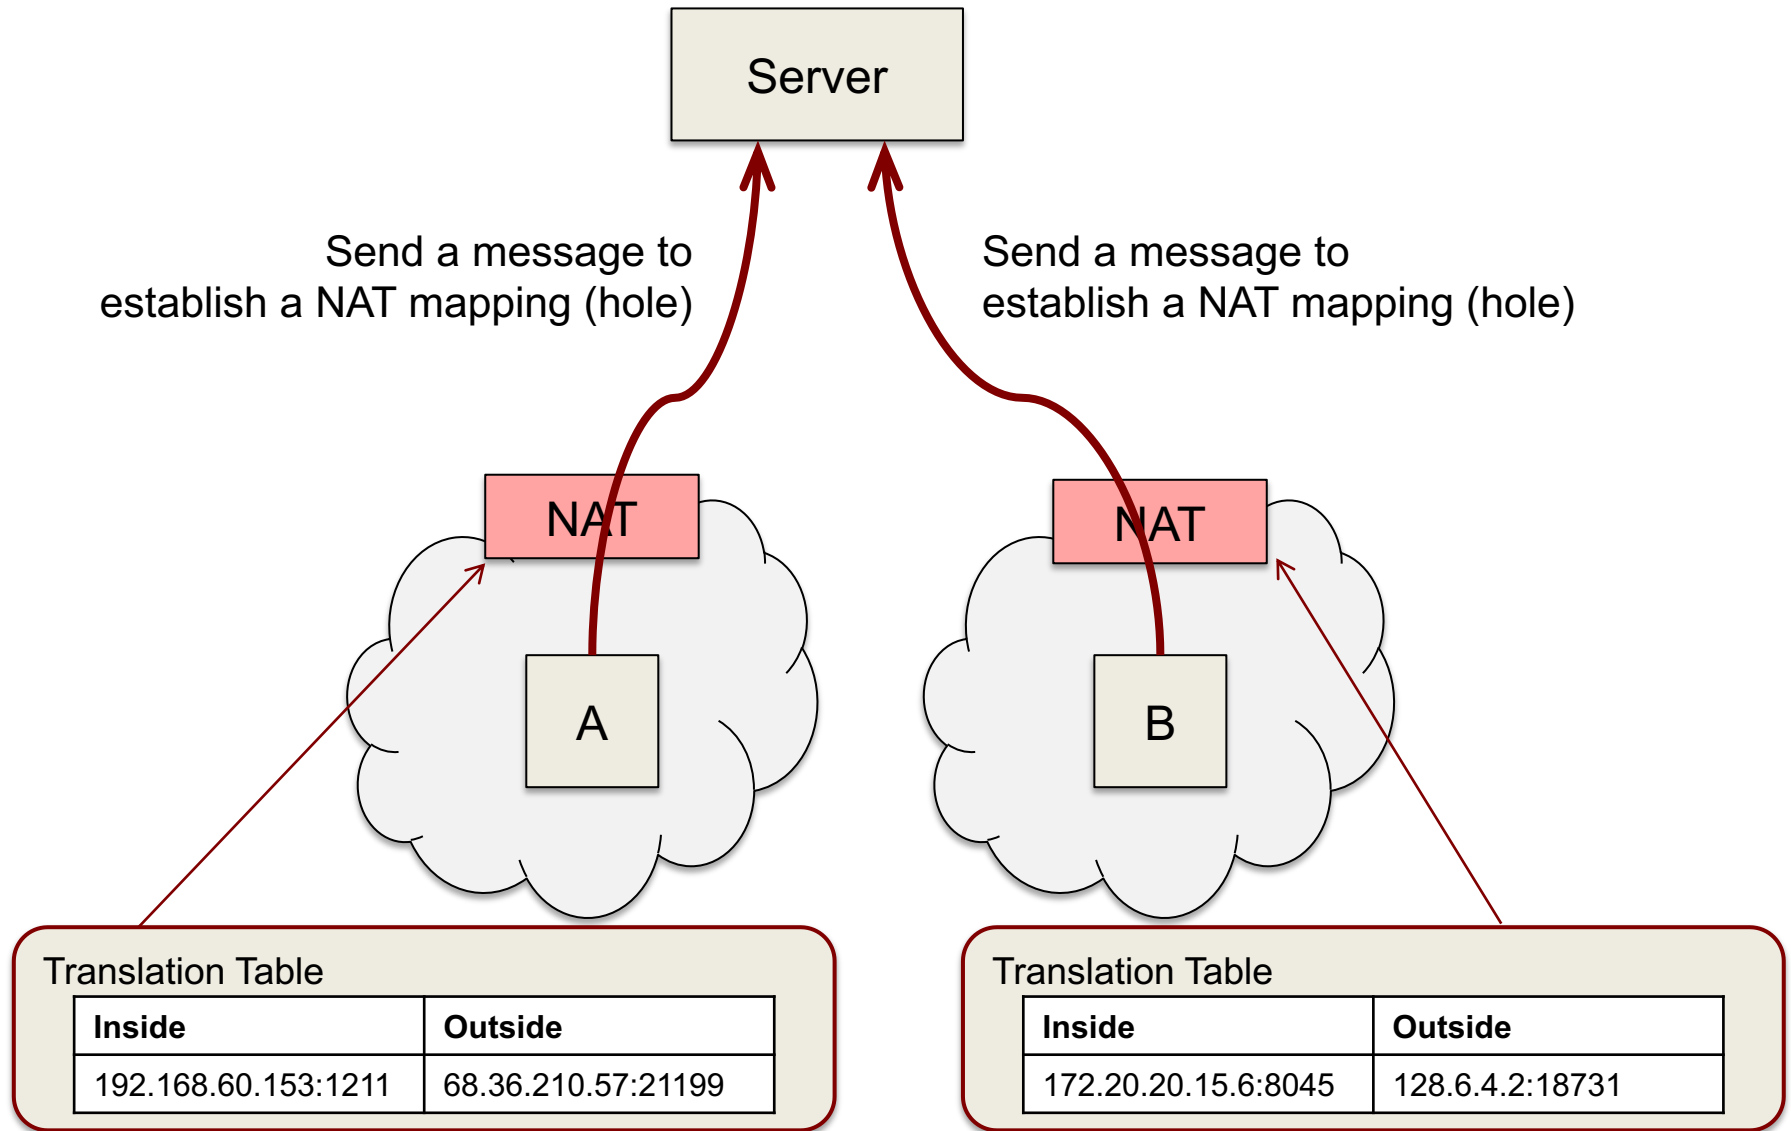 Server
Send a message to
establish a NAT mapping (hole)
Send a message to
establish a NAT mapping (hole)
NAT
NAT
A
B
Translation Table
Inside Outside
192.168.60.153:1211 68.36.210.57:21199
Translation Table
Inside Outside
172.20.20.15.6:8045 128.6.4.2:18731